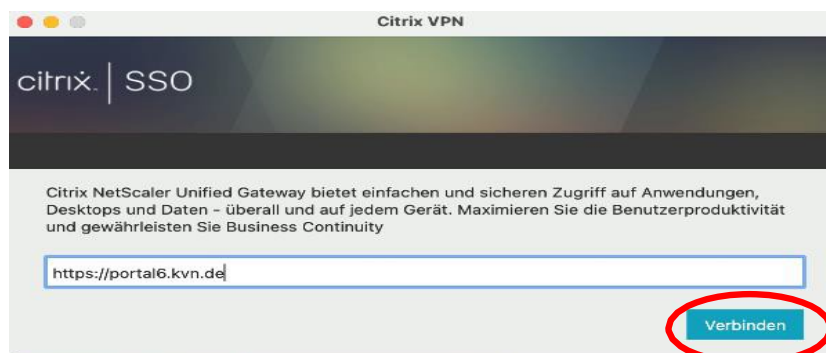 Citrix VPN
citrix. | SSO
Citrix NetScaler Unified Gateway bietet einfachen und sicheren Zugriff auf Anwendungen,
Desktops und Daten – überall und auf jedem Gerät. Maximieren Sie die Benutzerproduktivität
und gewährleisten Sie Business Continuity
https://portal6.kvn.de
Verbinden